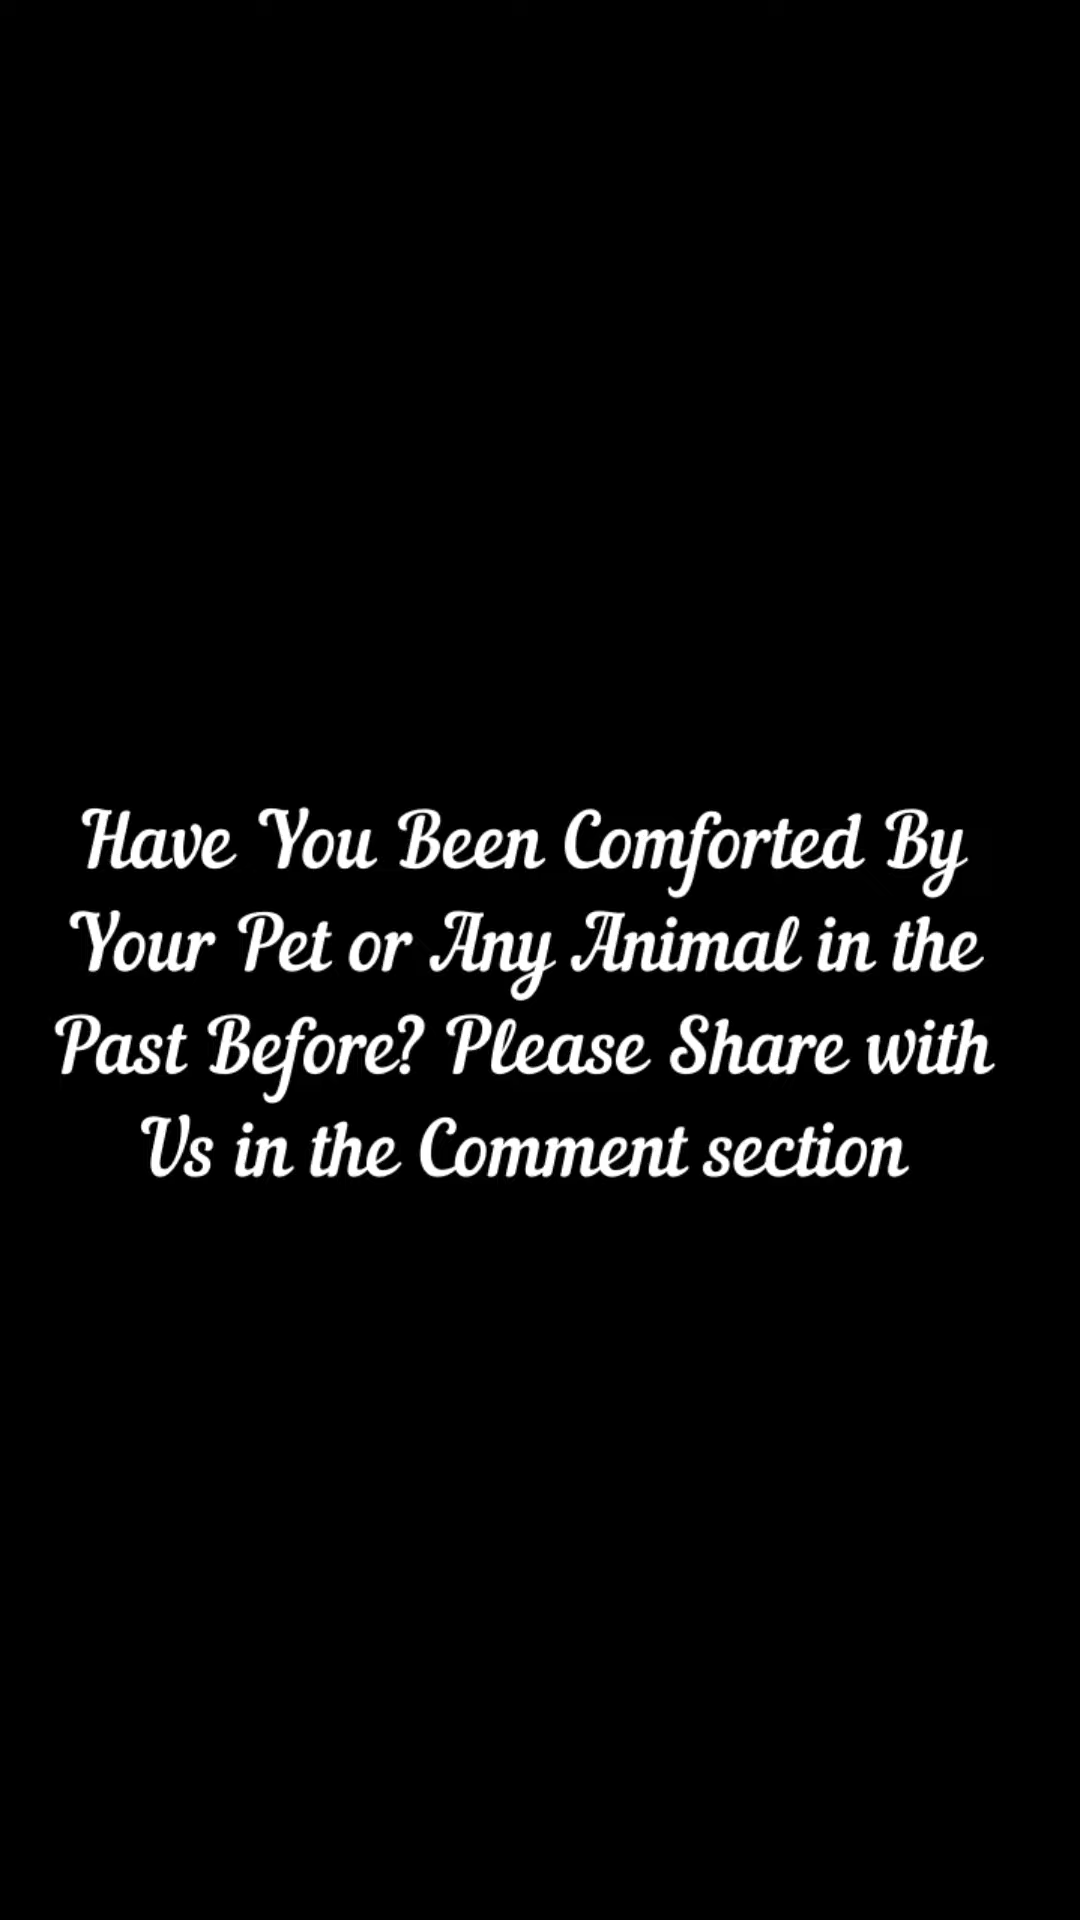 Have You Been Comforted By
Your Pet or Any Animal in the
Past Before? Please Share with
Us in the Comment section